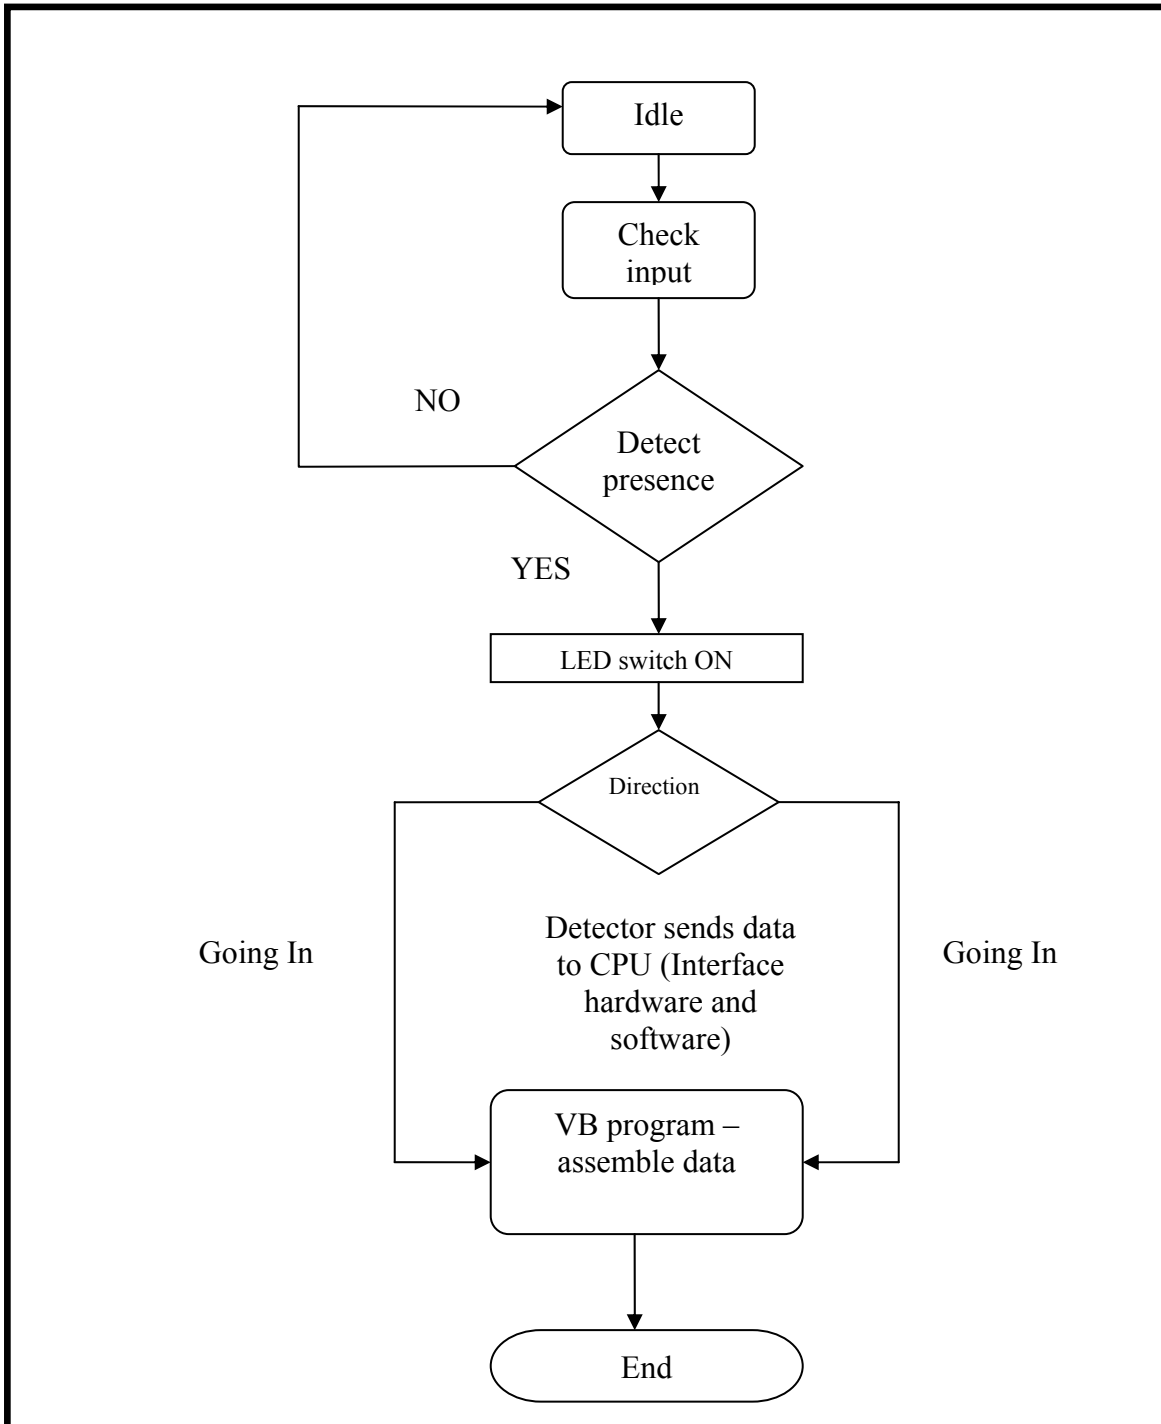 Idle
Check
input
NO
Detect
presence
YES
LED switch ON
Direction
Going In
Detector sends data
to CPU (Interface
hardware and
software)
Going In
VB program –
assemble data
End